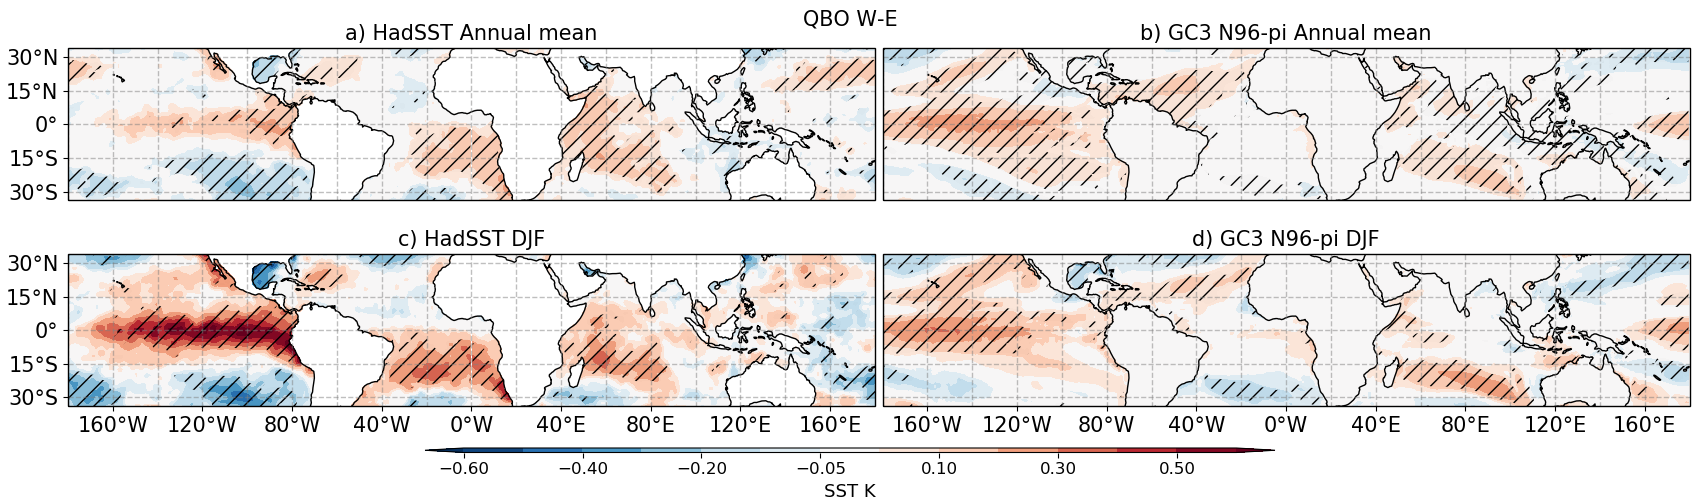 QBO W-E
a) HadSST Annual mean
b) GC3 N96-pi Annual mean
30°N
15°N
0°
15°S
30°S
c) HadSST DJF
d) GC3 N96-pi DJF
30°N
15°N
0°
15°S
30°S
160°W 120°W 80°W 40°W 0°W 40°E 80°E 120°E 160°E
160°W 120°W 80°W 40°W 0°W 40°E 80°E 120°E 160°E
−0.60 −0.40 −0.20 −0.05 0.10 0.30 0.50
SST K